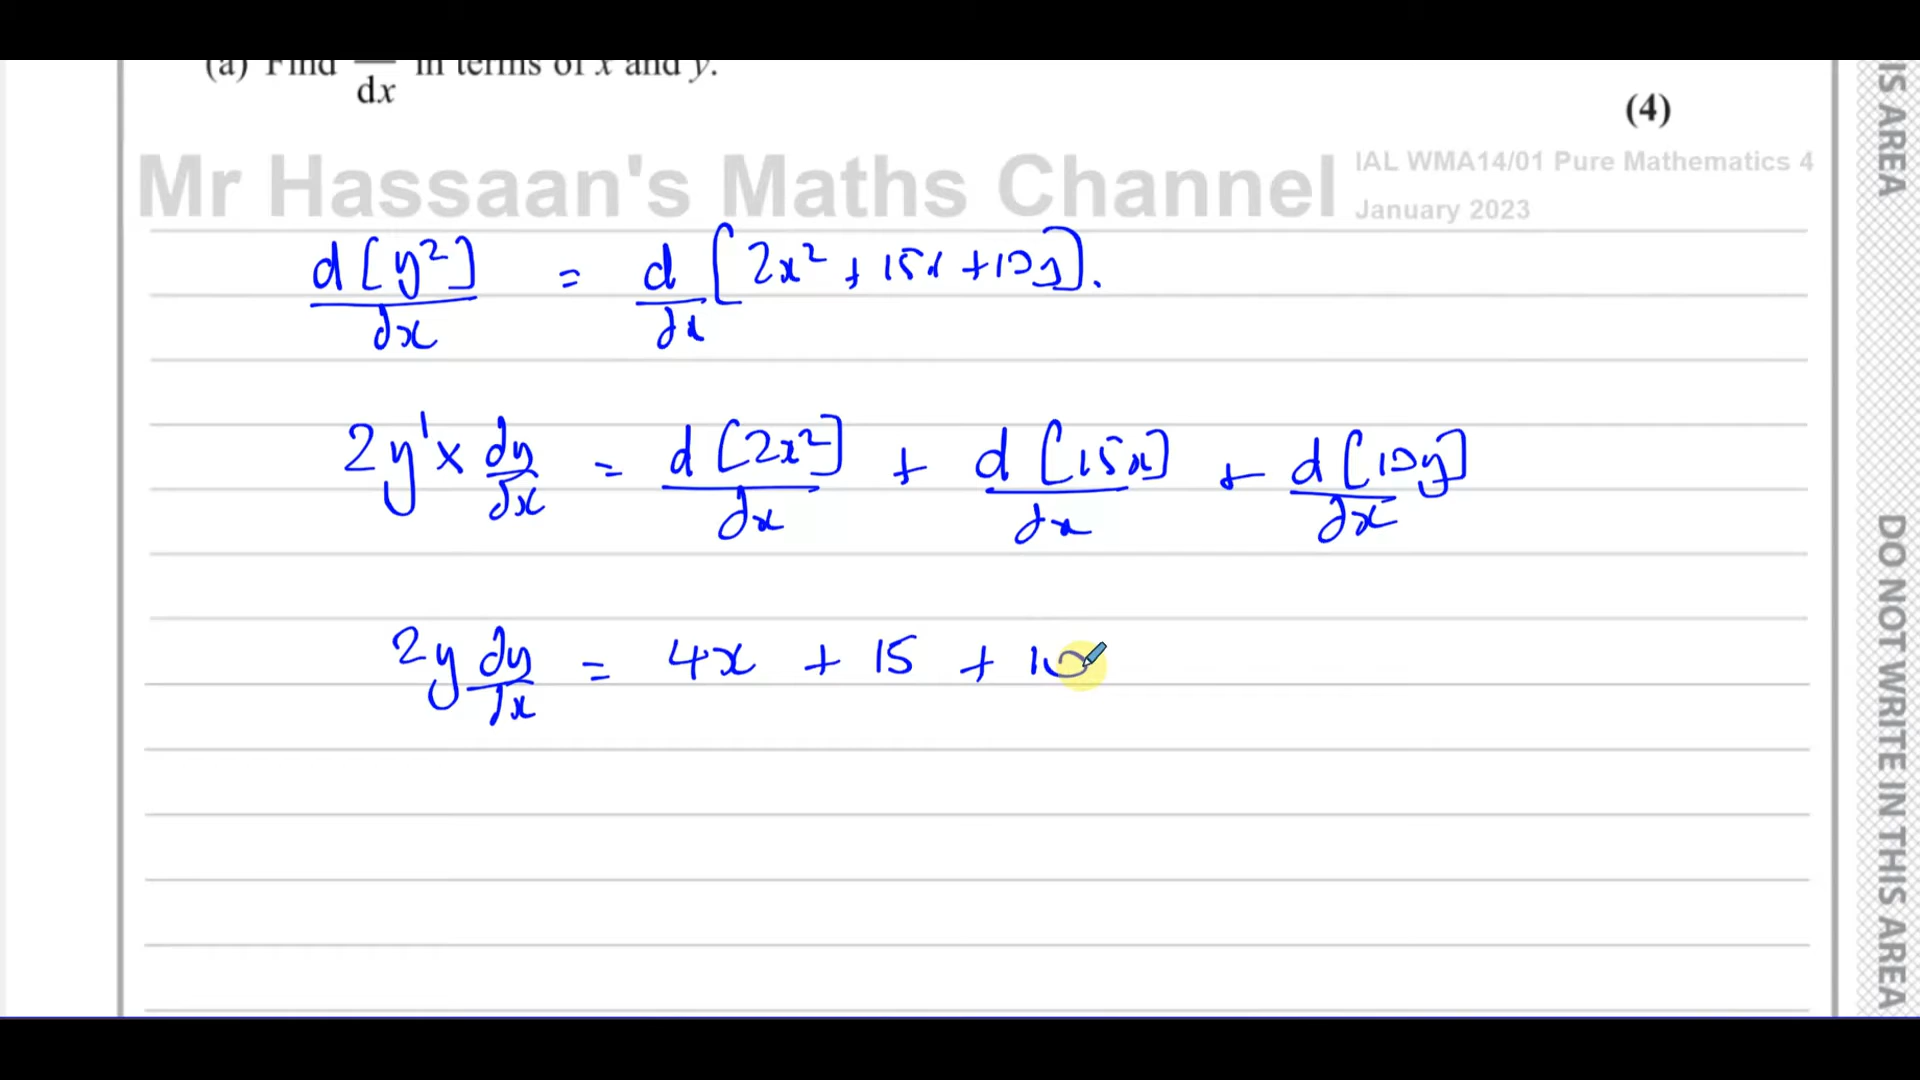 (a) Find dx in terms of x and y.
(4)
Mr Hassaan's Maths Channel
IAL WMA14/01 Pure Mathematics 4
January 2023
d[y²]/dx = d/dx [2x² + 15x + 10y].
2y¹ × dy/dx = d[2x²]/dx + d[15x]/dx + d[10y]/dx
2y dy/dx = 4x + 15 + 10
IS AREA
DO NOT WRITE IN THIS AREA